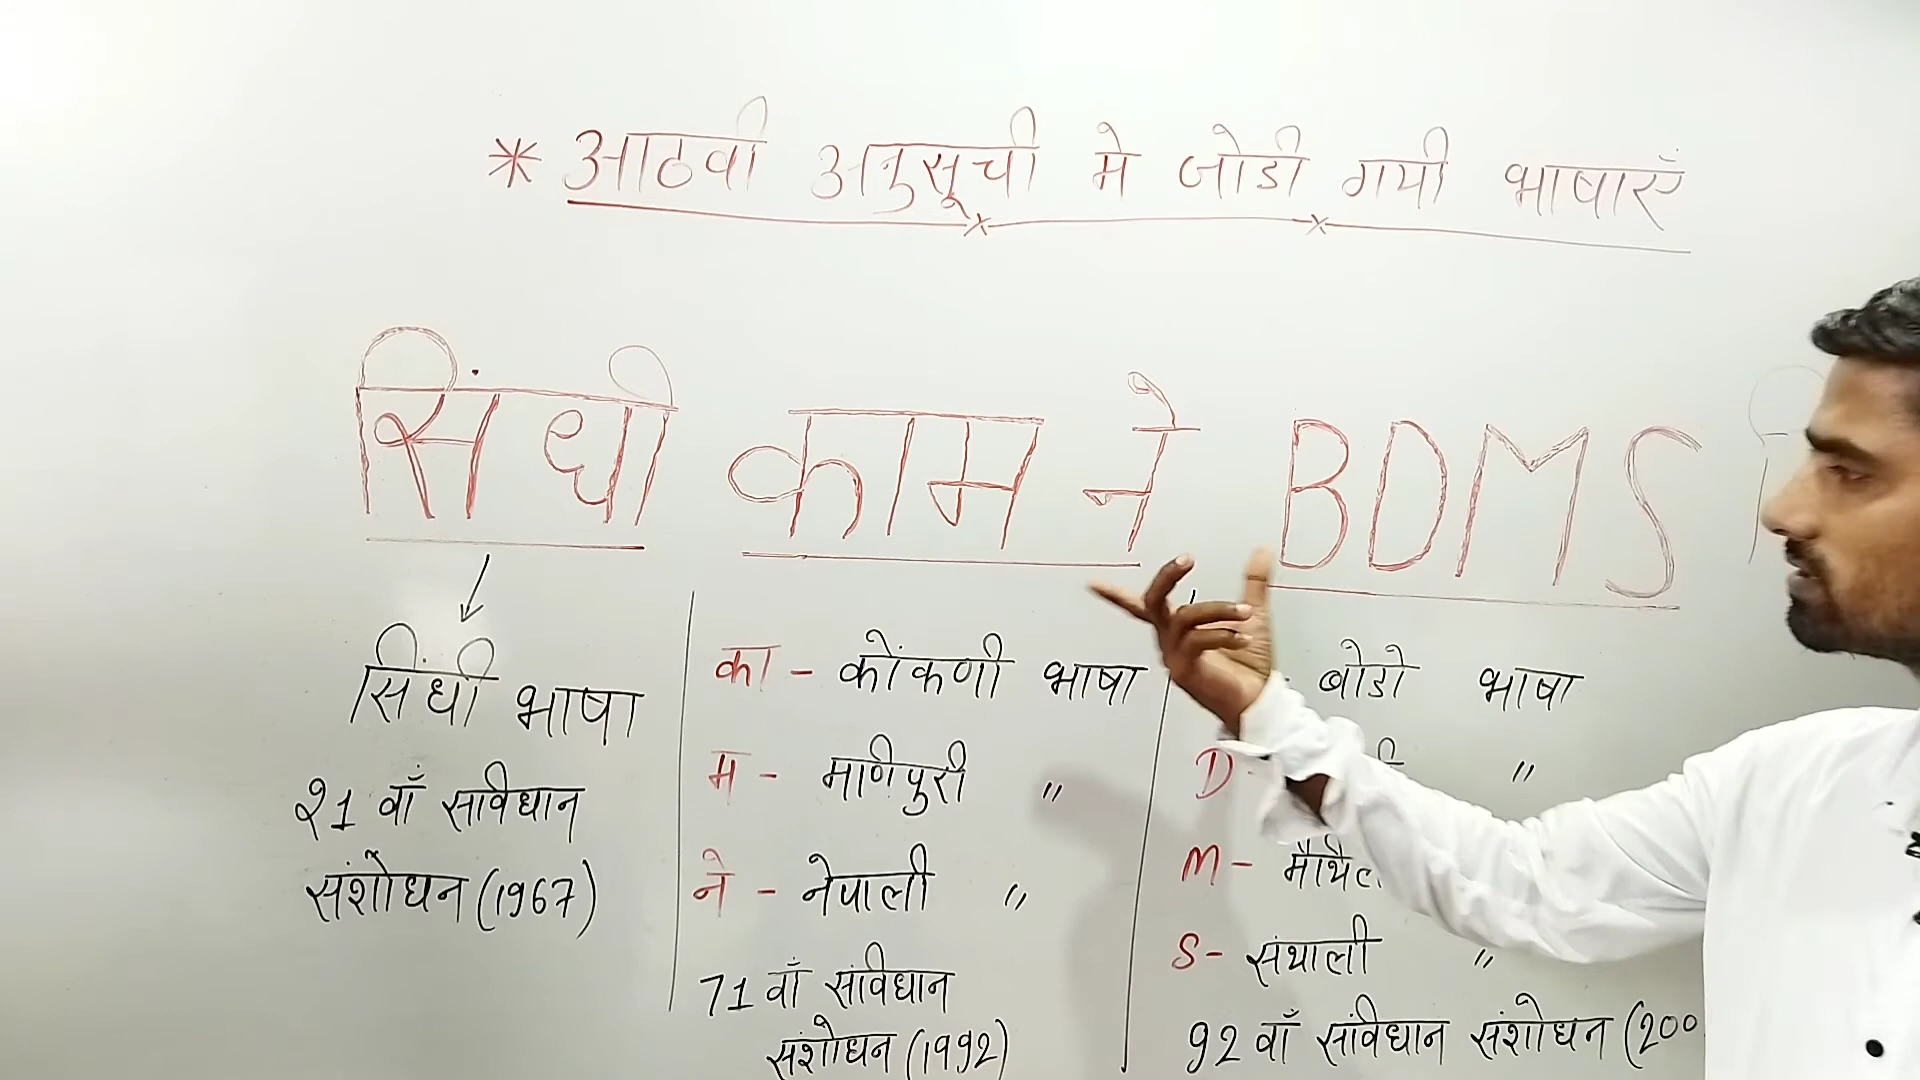 * आठवी अनुसूची मे जोडी गयी भाषाएँ
सिंधी काम ने BDMS
सिंधी भाषा
21 वाँ संविधान
संशोधन (1967)
का - कोंकणी भाषा
म - मणिपुरी "
ने - नेपाली "
71 वाँ संविधान
संशोधन (1992)
बोडो भाषा
D- "
M-
S- संथाली "
92 वाँ संविधान संशोधन (200